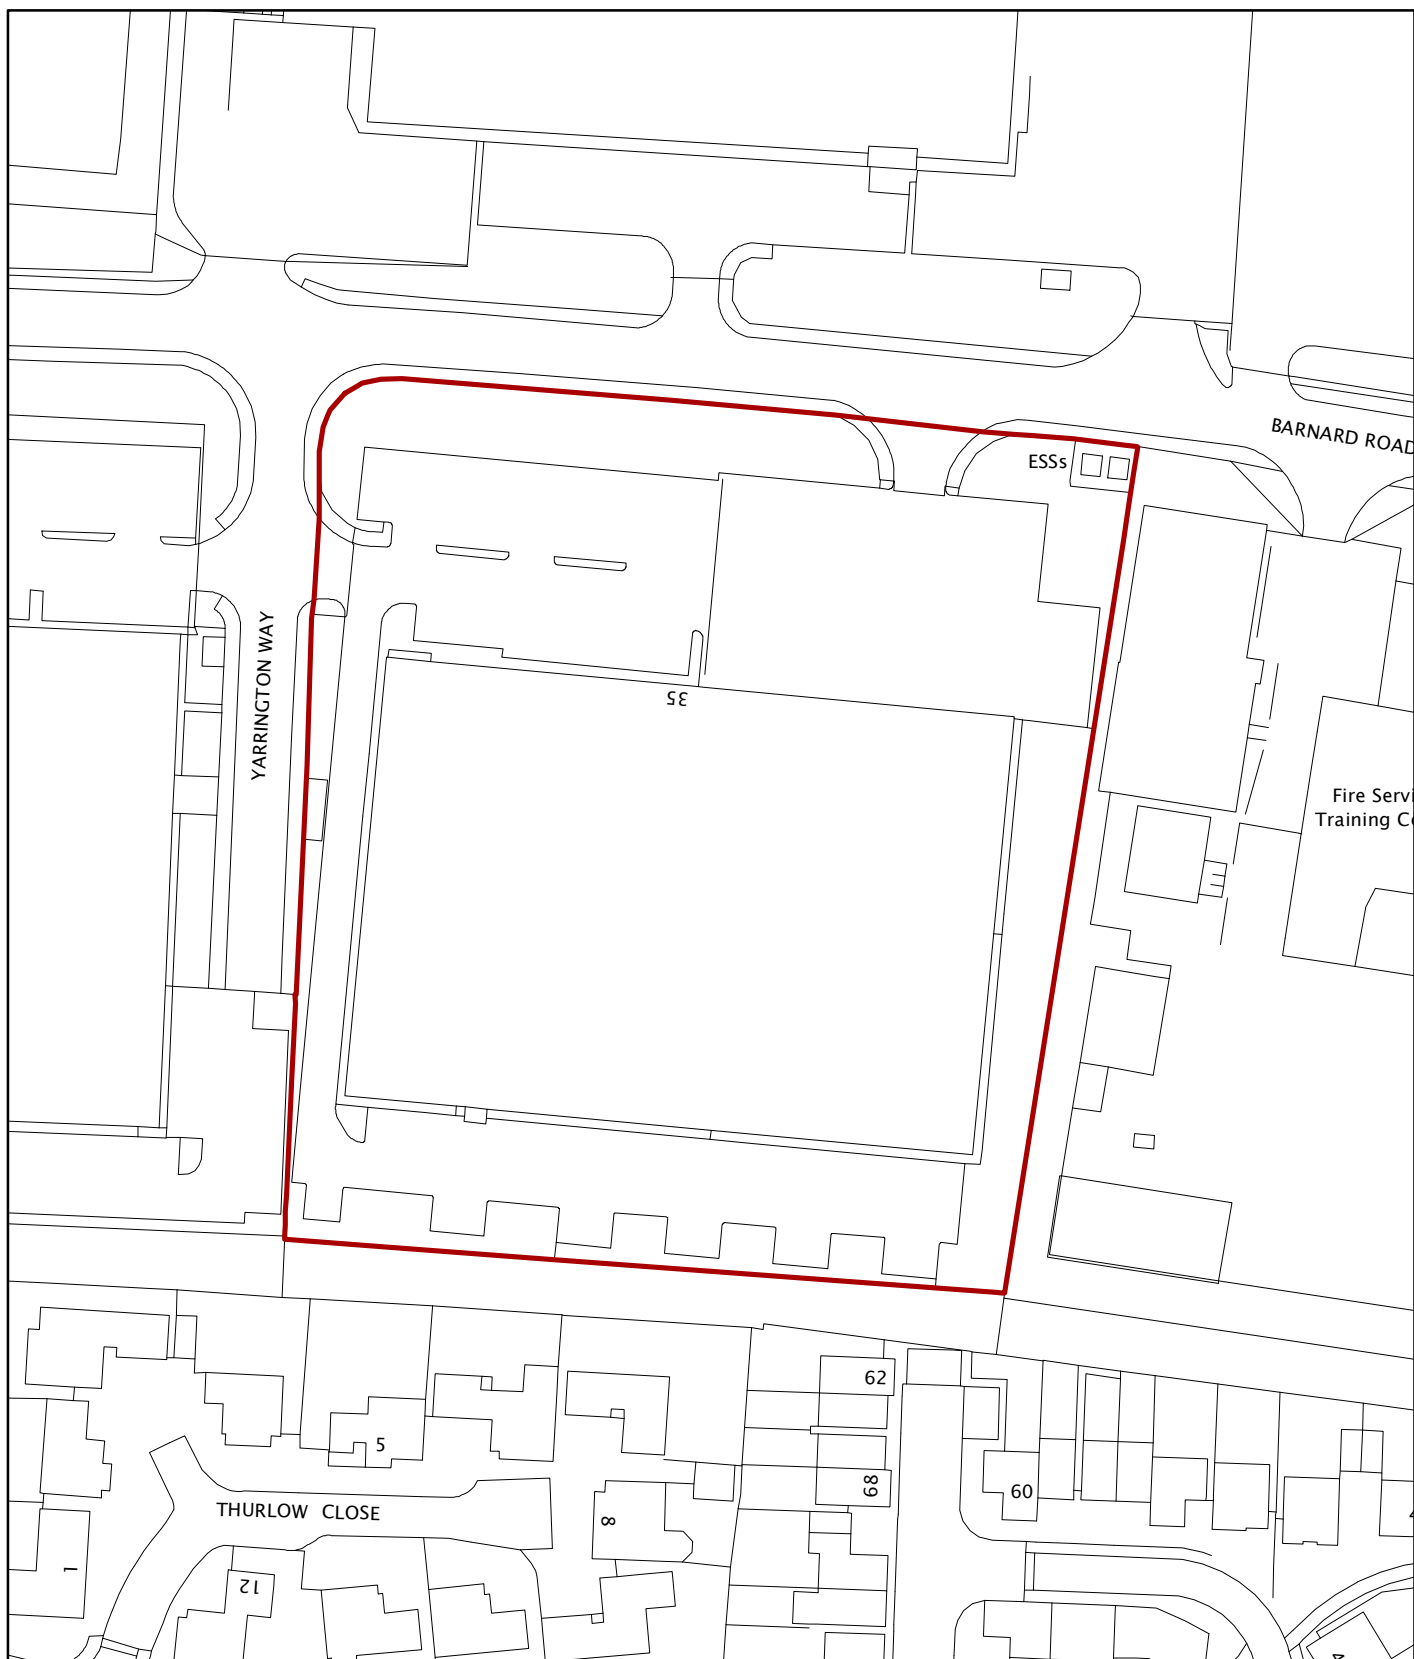 BARNARD ROAD
ESSs
YARRINGTON WAY
35
Fire Servi
Training C
62
5
68
60
THURLOW CLOSE
8
1
12